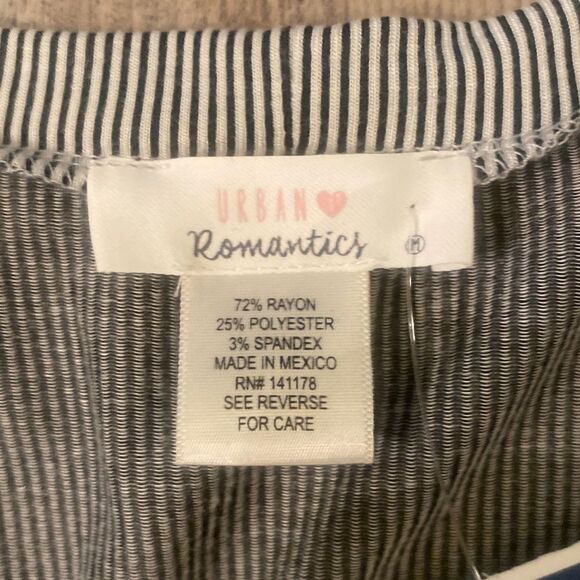 URBAN
Romantics
M
72% RAYON
25% POLYESTER
3% SPANDEX
MADE IN MEXICO
RN# 141178
SEE REVERSE
FOR CARE